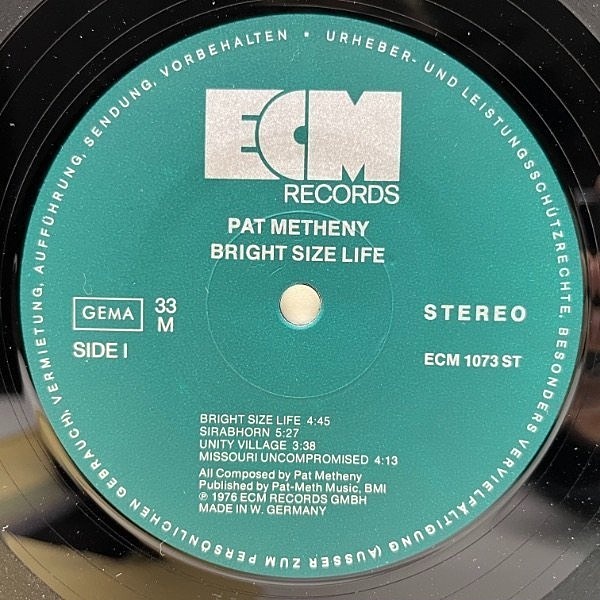 ECM
RECORDS
PAT METHENY
BRIGHT SIZE LIFE
GEMA
33
M
STEREO
SIDE I
ECM 1073 ST
BRIGHT SIZE LIFE 4:45
SIRABHORN 5:27
UNITY VILLAGE 3:38
MISSOURI UNCOMPROMISED 4:13
All Composed by Pat Metheny
Published by Pat-Meth Music, BMI
℗ 1976 ECM RECORDS GMBH
MADE IN W. GERMANY
URHEBER- UND LEISTUNGSSCHÜTZRECHTE, BESONDERS VERVIELFÄLTIGUNG (AUSSER ZUM PERSÖNLICHEN GEBRAUCH), VERMIETUNG, AUFFÜHRUNG, SENDUNG, VORBEHALTEN •